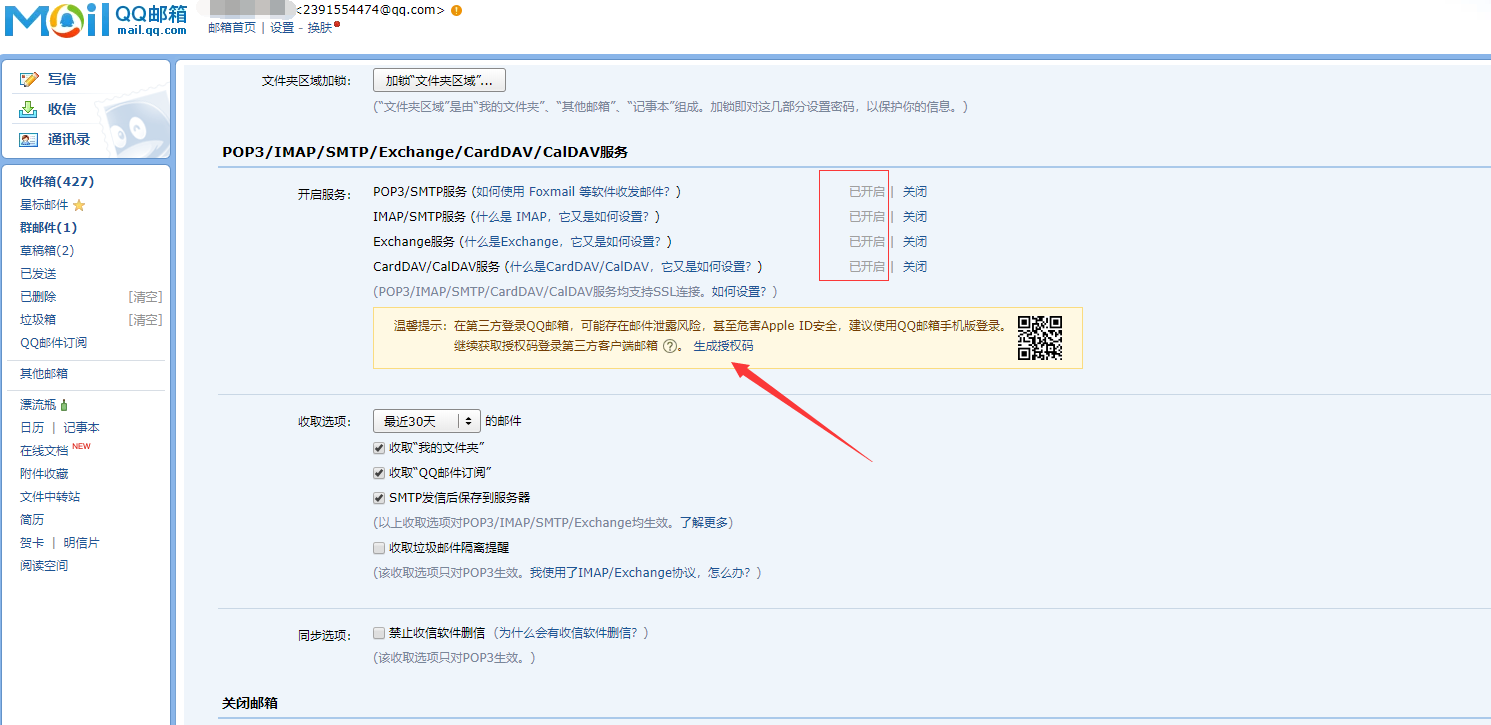 MOil QQ邮箱 mail.qq.com
<2391554474@qq.com> !
邮箱首页 | 设置 - 换肤
写信
收信
通讯录
收件箱(427)
星标邮件
群邮件(1)
草稿箱(2)
已发送
已删除 [清空]
垃圾箱 [清空]
QQ邮件订阅
其他邮箱
漂流瓶
日历 | 记事本
在线文档 NEW
附件收藏
文件中转站
简历
贺卡 | 明信片
阅读空间
文件夹区域加锁： 加锁“文件夹区域”...
(“文件夹区域”是由“我的文件夹”、“其他邮箱”、“记事本”组成。加锁即对这几部分设置密码，以保护你的信息。)
POP3/IMAP/SMTP/Exchange/CardDAV/CalDAV服务
开启服务： POP3/SMTP服务 (如何使用 Foxmail 等软件收发邮件？) 已开启 | 关闭
IMAP/SMTP服务 (什么是 IMAP，它又是如何设置？) 已开启 | 关闭
Exchange服务 (什么是Exchange，它又是如何设置？) 已开启 | 关闭
CardDAV/CalDAV服务 (什么是CardDAV/CalDAV，它又是如何设置？) 已开启 | 关闭
(POP3/IMAP/SMTP/CardDAV/CalDAV服务均支持SSL连接。如何设置？)
温馨提示：在第三方登录QQ邮箱，可能存在邮件泄露风险，甚至危害Apple ID安全，建议使用QQ邮箱手机版登录。
继续获取授权码登录第三方客户端邮箱 ?。 生成授权码
收取选项： 最近30天 的邮件
收取“我的文件夹”
收取“QQ邮件订阅”
SMTP发信后保存到服务器
(以上收取选项对POP3/IMAP/SMTP/Exchange均生效。了解更多)
收取垃圾邮件隔离提醒
(该收取选项只对POP3生效。我使用了IMAP/Exchange协议，怎么办？)
同步选项： 禁止收信软件删信 (为什么会有收信软件删信？)
(该收取选项只对POP3生效。)
关闭邮箱